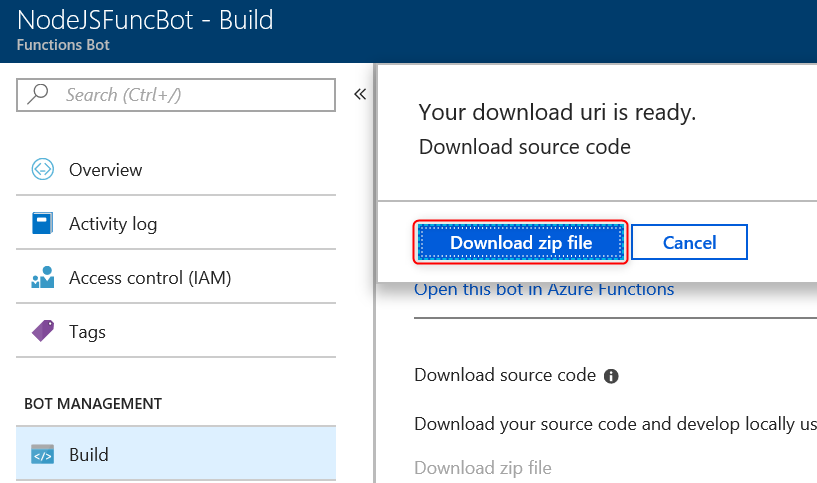 NodeJSFuncBot - Build
Functions Bot
Search (Ctrl+/)
«
Overview
Activity log
Access control (IAM)
Tags
BOT MANAGEMENT
Build
Your download uri is ready.
Download source code
Download zip file
Cancel
Open this bot in Azure Functions
Download source code
Download your source code and develop locally us
Download zip file